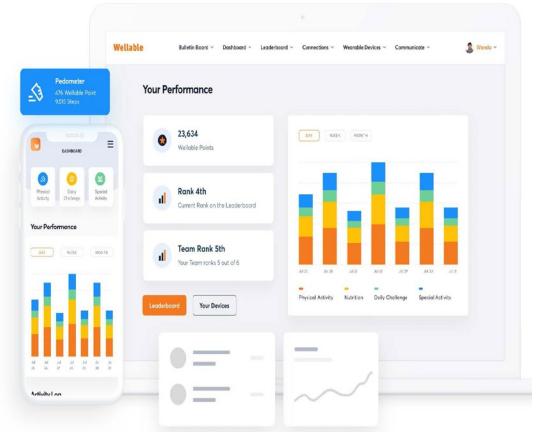 Wellable
Bulletin Board
Dashboard
Leaderboard
Connections
Wearable Devices
Communicate
Wanda
Pedometer
476 Wellable Point
9,510 Steps
Your Performance
23,634
Wellable Points
DAY
WEEK
MONTH
Rank 4th
Current Rank on the Leaderboard
Team Rank 5th
Your Team ranks 5 out of 6
Leaderboard
Your Devices
Physical Activity
Nutrition
Daily Challenge
Special Activity
DASHBOARD
Physical
Activity
Daily
Challenge
Special
Activity
Your Performance
DAY
WEEK
MONTH
Activity Log